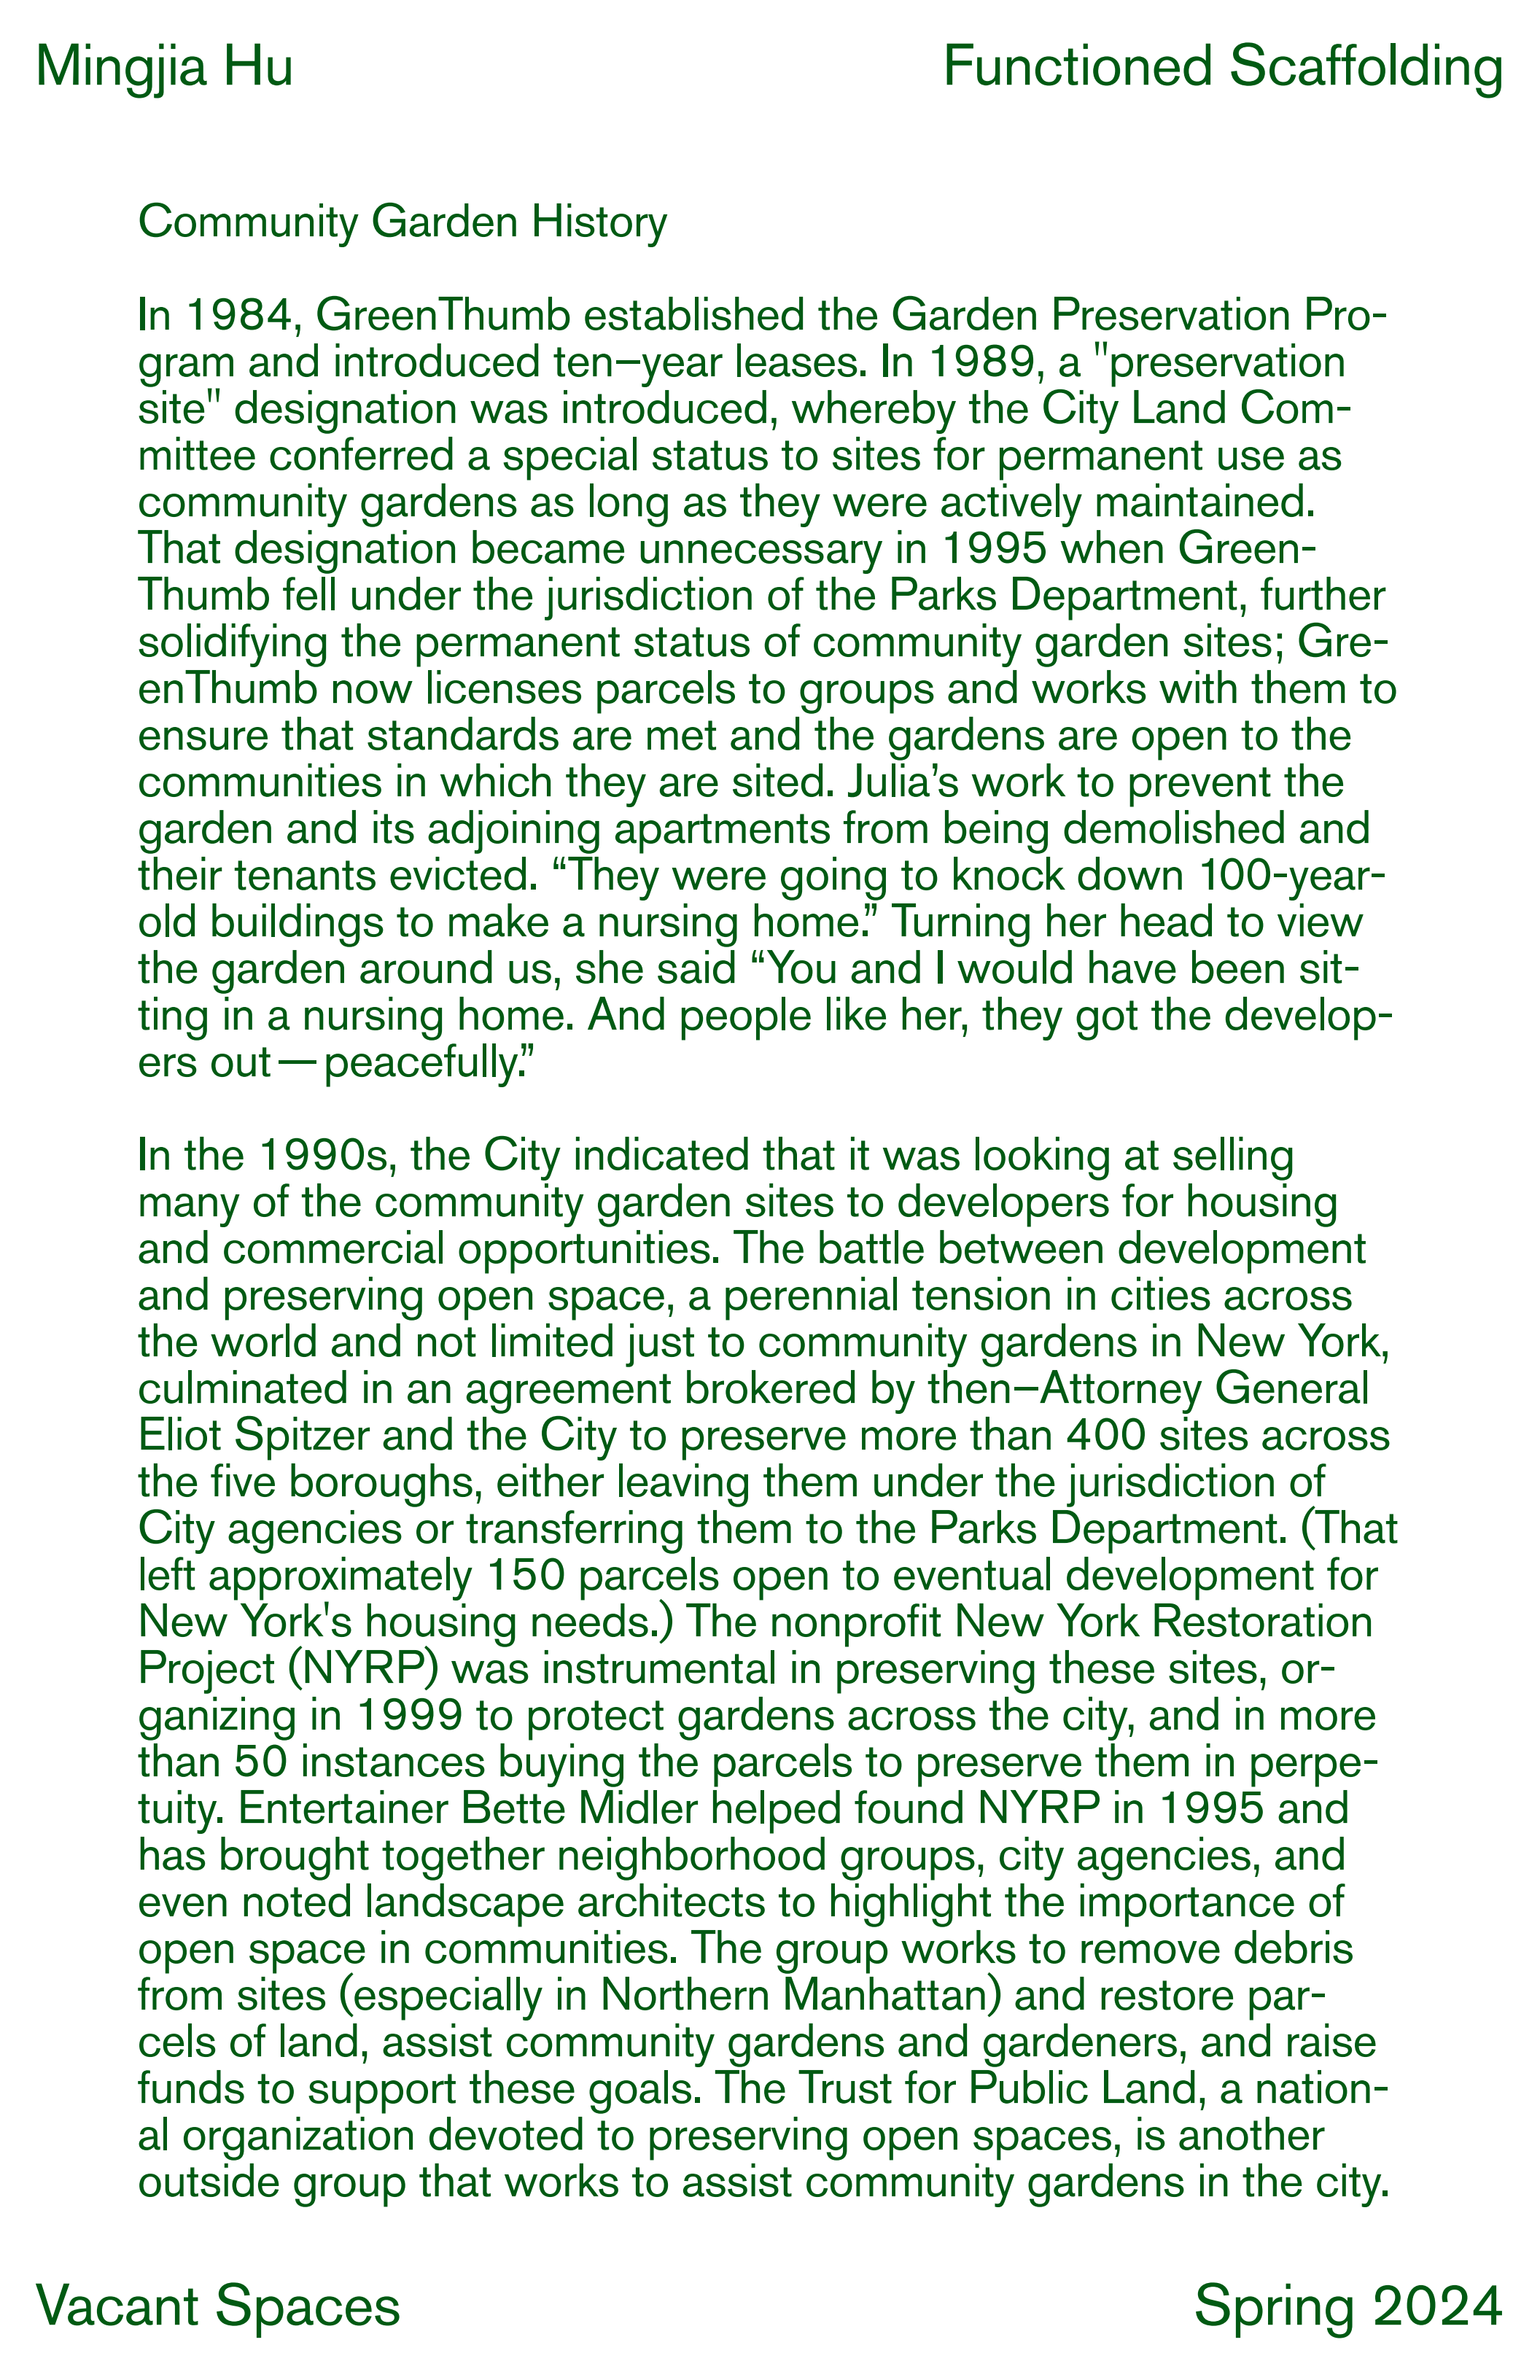 Mingjia Hu
Functioned Scaffolding
Community Garden History
In 1984, GreenThumb established the Garden Preservation Pro-
gram and introduced ten–year leases. In 1989, a "preservation
site" designation was introduced, whereby the City Land Com-
mittee conferred a special status to sites for permanent use as
community gardens as long as they were actively maintained.
That designation became unnecessary in 1995 when Green-
Thumb fell under the jurisdiction of the Parks Department, further
solidifying the permanent status of community garden sites; Gre-
enThumb now licenses parcels to groups and works with them to
ensure that standards are met and the gardens are open to the
communities in which they are sited. Julia’s work to prevent the
garden and its adjoining apartments from being demolished and
their tenants evicted. “They were going to knock down 100-year-
old buildings to make a nursing home.” Turning her head to view
the garden around us, she said “You and I would have been sit-
ting in a nursing home. And people like her, they got the develop-
ers out — peacefully.”
In the 1990s, the City indicated that it was looking at selling
many of the community garden sites to developers for housing
and commercial opportunities. The battle between development
and preserving open space, a perennial tension in cities across
the world and not limited just to community gardens in New York,
culminated in an agreement brokered by then–Attorney General
Eliot Spitzer and the City to preserve more than 400 sites across
the five boroughs, either leaving them under the jurisdiction of
City agencies or transferring them to the Parks Department. (That
left approximately 150 parcels open to eventual development for
New York's housing needs.) The nonprofit New York Restoration
Project (NYRP) was instrumental in preserving these sites, or-
ganizing in 1999 to protect gardens across the city, and in more
than 50 instances buying the parcels to preserve them in perpe-
tuity. Entertainer Bette Midler helped found NYRP in 1995 and
has brought together neighborhood groups, city agencies, and
even noted landscape architects to highlight the importance of
open space in communities. The group works to remove debris
from sites (especially in Northern Manhattan) and restore par-
cels of land, assist community gardens and gardeners, and raise
funds to support these goals. The Trust for Public Land, a nation-
al organization devoted to preserving open spaces, is another
outside group that works to assist community gardens in the city.
Vacant Spaces
Spring 2024